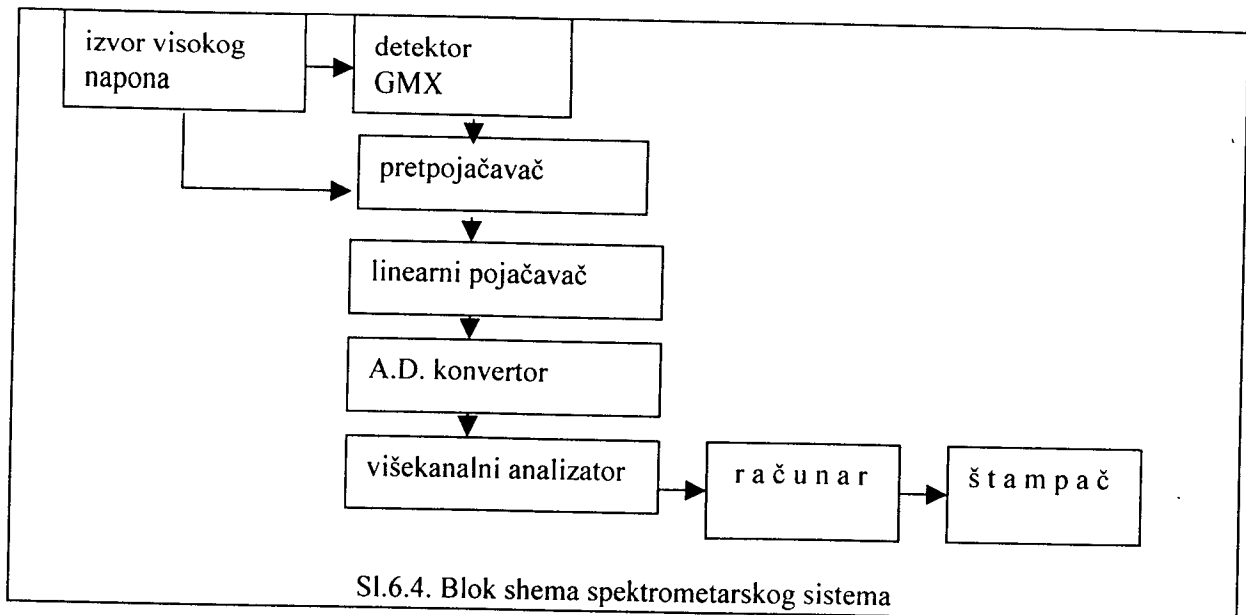 izvor visokog
napona
detektor
GMX
pretpojačavač
linearni pojačavač
A.D. konvertor
višekanalni analizator
r a č u n a r
š t a m p a č
Sl.6.4. Blok shema spektrometarskog sistema